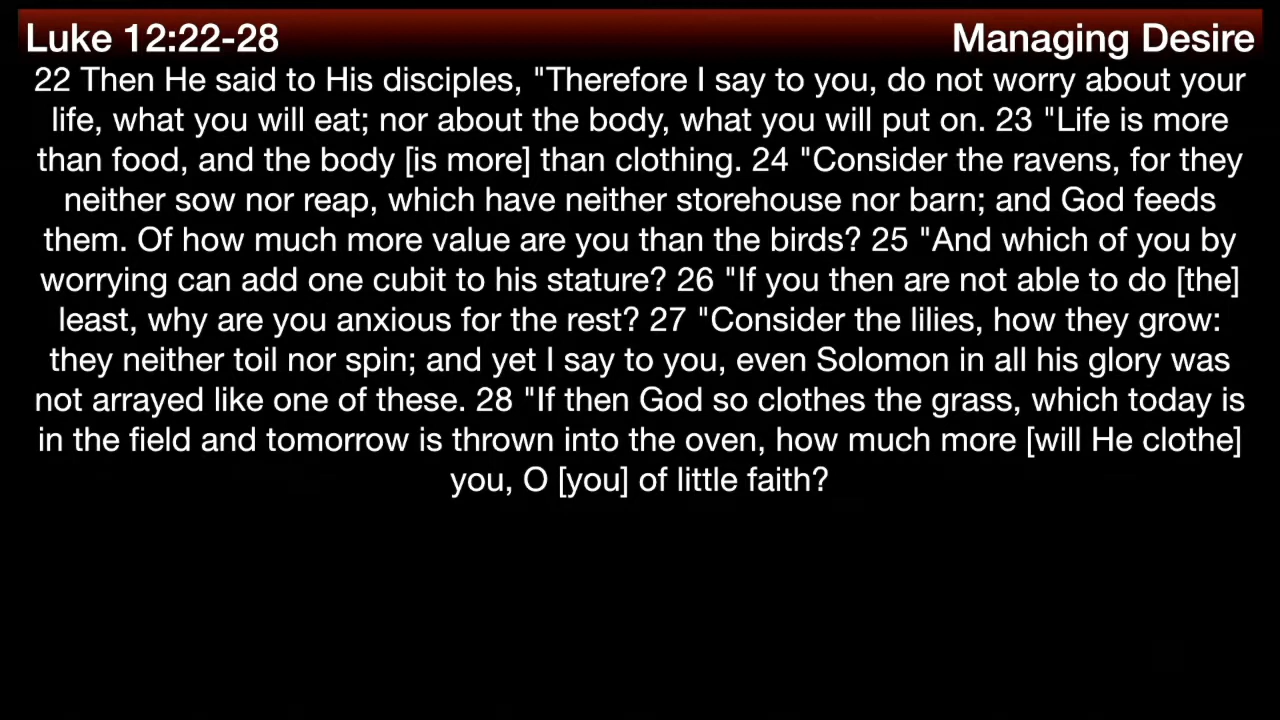 Luke 12:22-28
Managing Desire
22 Then He said to His disciples, "Therefore I say to you, do not worry about your
life, what you will eat; nor about the body, what you will put on. 23 "Life is more
than food, and the body [is more] than clothing. 24 "Consider the ravens, for they
neither sow nor reap, which have neither storehouse nor barn; and God feeds
them. Of how much more value are you than the birds? 25 "And which of you by
worrying can add one cubit to his stature? 26 "If you then are not able to do [the]
least, why are you anxious for the rest? 27 "Consider the lilies, how they grow:
they neither toil nor spin; and yet I say to you, even Solomon in all his glory was
not arrayed like one of these. 28 "If then God so clothes the grass, which today is
in the field and tomorrow is thrown into the oven, how much more [will He clothe]
you, O [you] of little faith?